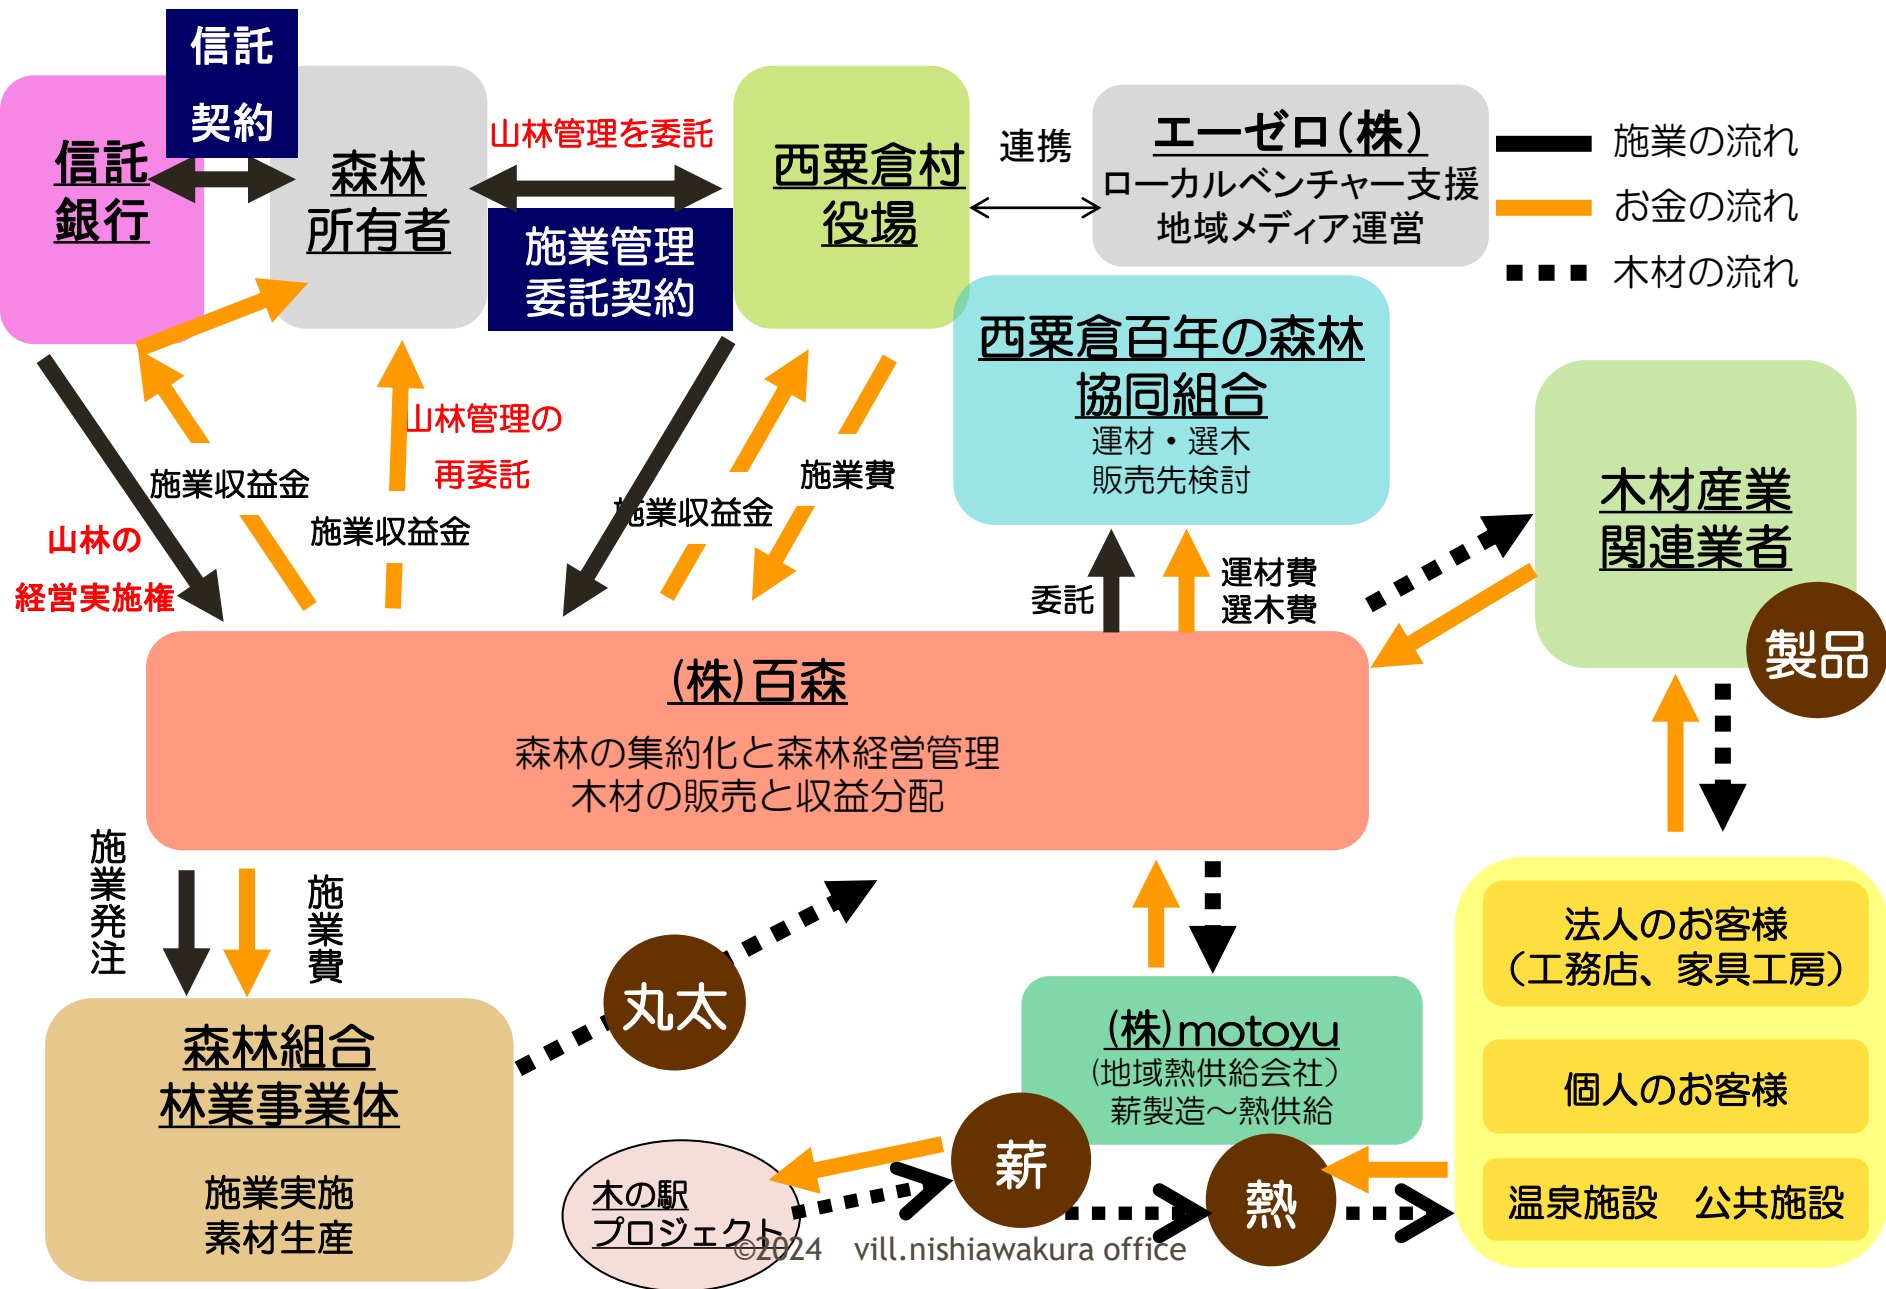 信託
契約
信託
銀行
森林
所有者
山林管理を委託
施業管理
委託契約
西粟倉村
役場
連携
エーゼロ（株）
ローカルベンチャー支援
地域メディア運営
施業の流れ
お金の流れ
木材の流れ
西粟倉百年の森林
協同組合
運材・選木
販売先検討
木材産業
関連業者
製品
山林管理の
再委託
施業収益金
施業収益金
施業収益金
施業費
山林の
経営実施権
委託
運材費
選木費
(株)百森
森林の集約化と森林経営管理
木材の販売と収益分配
施業発注
施業費
丸太
森林組合
林業事業体
施業実施
素材生産
(株)motoyu
(地域熱供給会社）
薪製造～熱供給
薪
熱
木の駅
プロジェクト
法人のお客様
（工務店、家具工房）
個人のお客様
温泉施設　公共施設
©2024　vill.nishiawakura office